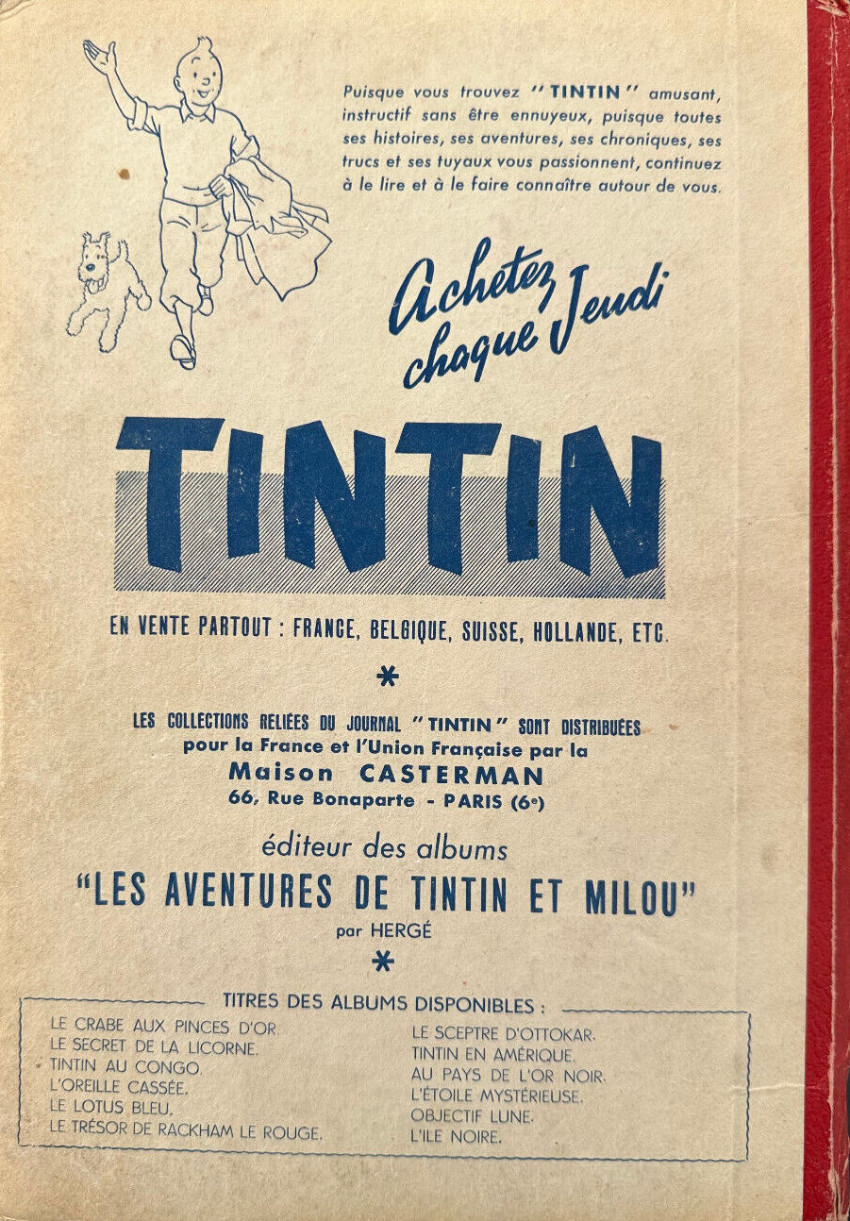 Puisque vous trouvez "TINTIN" amusant,
instructif sans être ennuyeux, puisque toutes
ses histoires, ses aventures, ses chroniques, ses
trucs et ses tuyaux vous passionnent, continuez
à le lire et à le faire connaître autour de vous.
Achetez
chaque Jeudi
TINTIN
EN VENTE PARTOUT : FRANCE, BELGIQUE, SUISSE, HOLLANDE, ETC.
*
LES COLLECTIONS RELIÉES DU JOURNAL "TINTIN" SONT DISTRIBUÉES
pour la France et l'Union Française par la
Maison CASTERMAN
66, Rue Bonaparte - PARIS (6e)
éditeur des albums
"LES AVENTURES DE TINTIN ET MILOU"
par HERGÉ
*
TITRES DES ALBUMS DISPONIBLES :
LE CRABE AUX PINCES D'OR.
LE SECRET DE LA LICORNE.
TINTIN AU CONGO.
L'OREILLE CASSÉE.
LE LOTUS BLEU,
LE TRÉSOR DE RACKHAM LE ROUGE.
LE SCEPTRE D'OTTOKAR.
TINTIN EN AMÉRIQUE.
AU PAYS DE L'OR NOIR.
L'ÉTOILE MYSTÉRIEUSE.
OBJECTIF LUNE.
L'ILE NOIRE.